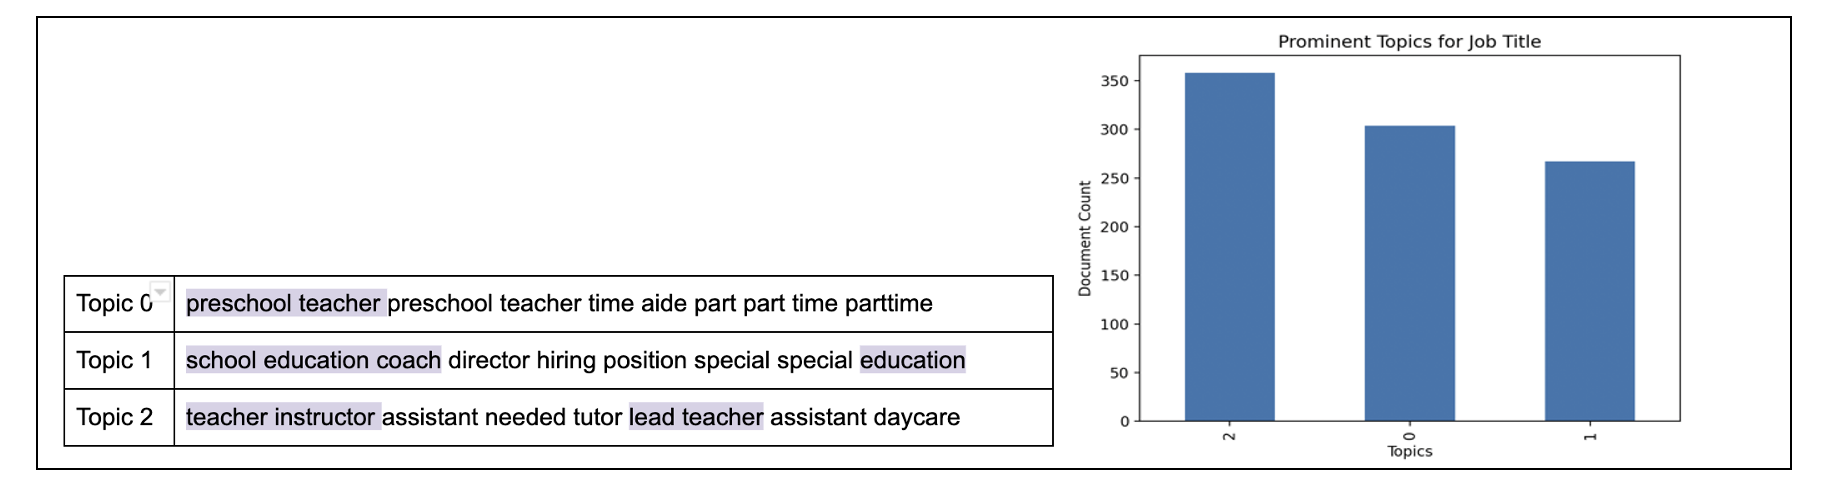 Topic 0 preschool teacher preschool teacher time aide part part time parttime
Topic 1 school education coach director hiring position special special education
Topic 2 teacher instructor assistant needed tutor lead teacher assistant daycare
Prominent Topics for Job Title
Document Count
350
300
250
200
150
100
50
0
2 0 1
Topics